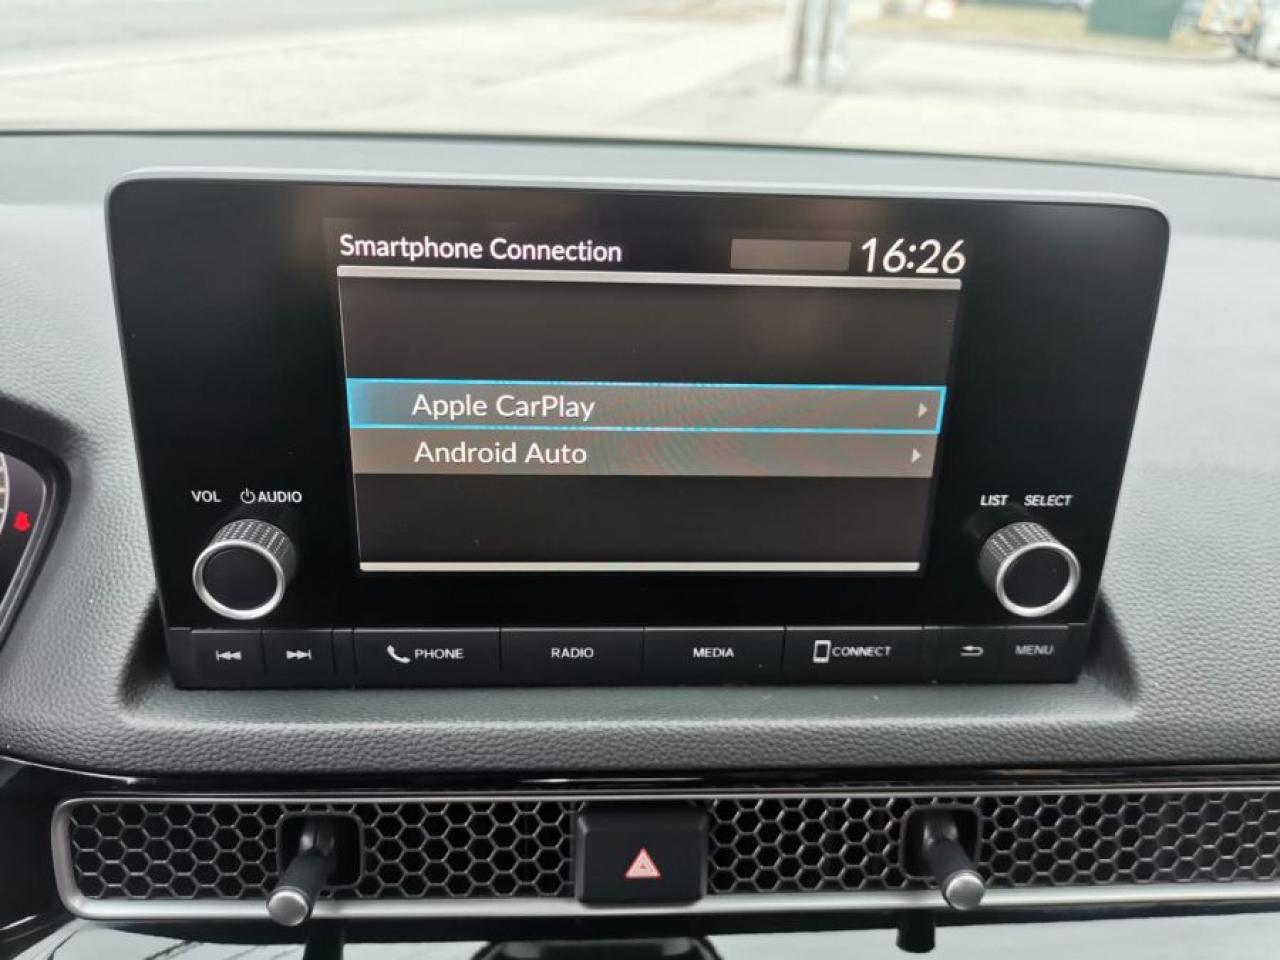 Smartphone Connection 16:26
Apple CarPlay
Android Auto
VOL AUDIO
LIST SELECT
PHONE RADIO MEDIA CONNECT MENU